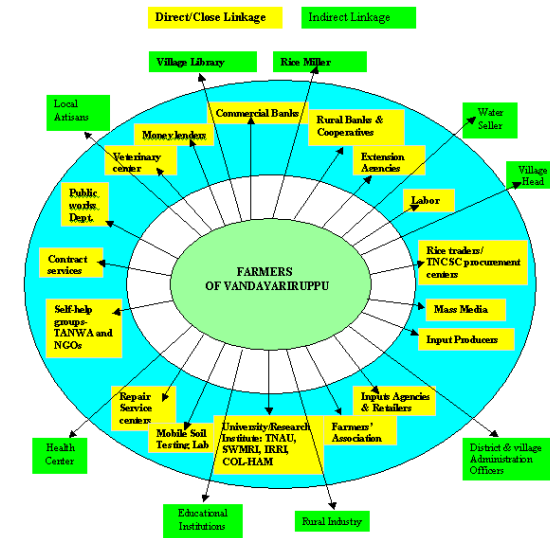 Direct/Close Linkage
Indirect Linkage
Village Library
Rice Miller
Local
Artisans
Commercial Banks
Rural Banks &
Cooperatives
Water
Seller
Money lenders
Veterinary
center
Extension
Agencies
Village
Head
Public
works
Dept.
Labor
Contract
services
FARMERS
OF VANDAYARIRUPPU
Rice traders/
TNCSC procurement
centers
Self-help
groups-
TANWA and
NGOs
Mass Media
Input Producers
Repair
Service
centers
Mobile Soil
Testing Lab
University/Research
Institute: TNAU,
SWMRI, IRRI,
COL-HAM
Farmers'
Association
Inputs Agencies
& Retailers
Health
Center
District & village
Administration
Officers
Educational
Institutions
Rural Industry